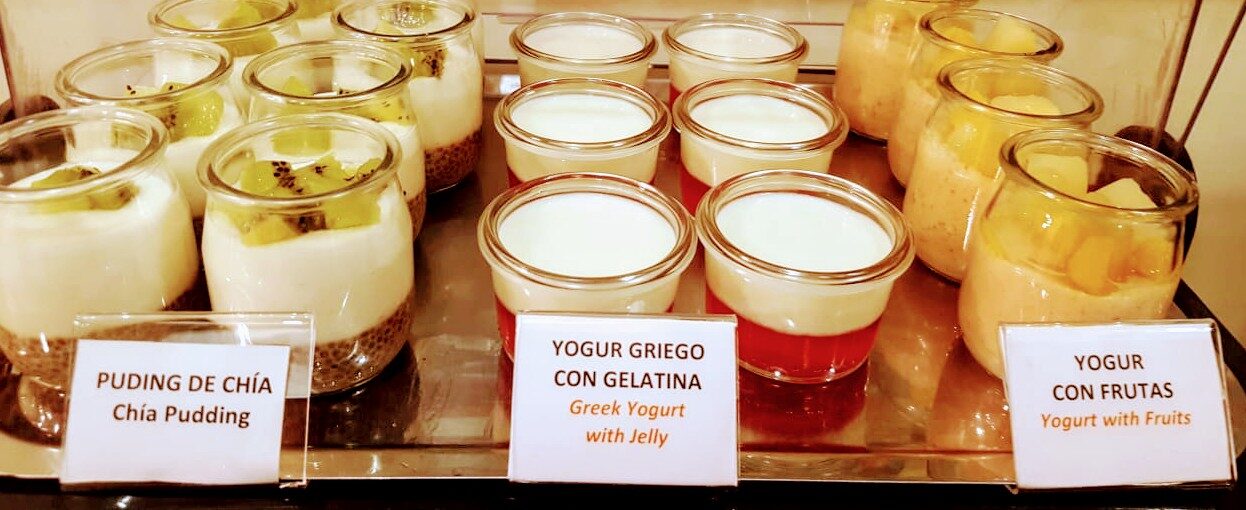 PUDING DE CHÍA
Chía Pudding
YOGUR GRIEGO
CON GELATINA
Greek Yogurt
with Jelly
YOGUR
CON FRUTAS
Yogurt with Fruits